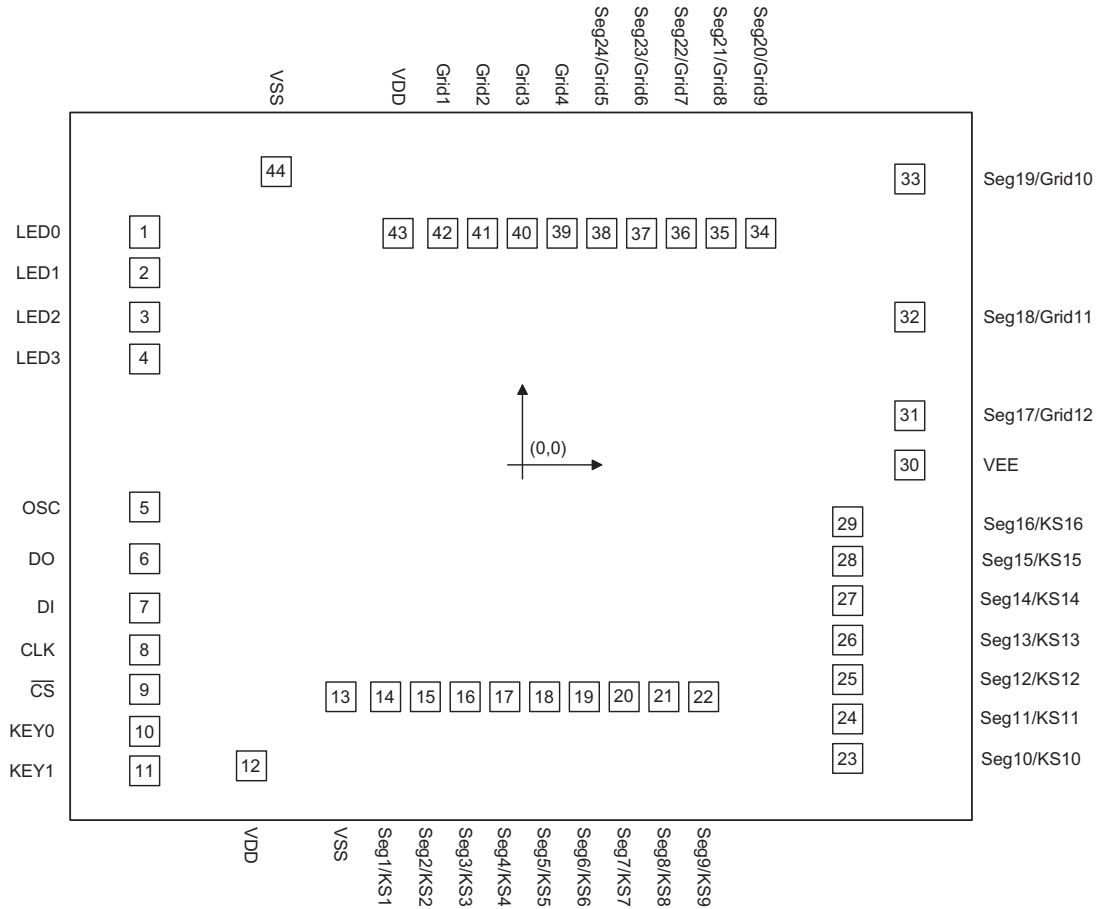 VSS
VDD
Grid1
Grid2
Grid3
Grid4
Seg24/Grid5
Seg23/Grid6
Seg22/Grid7
Seg21/Grid8
Seg20/Grid9
44
33
Seg19/Grid10
LED0
1
43
42
41
40
39
38
37
36
35
34
LED1
2
LED2
3
32
Seg18/Grid11
LED3
4
31
Seg17/Grid12
(0,0)
30
VEE
OSC
5
29
Seg16/KS16
DO
6
28
Seg15/KS15
DI
7
27
Seg14/KS14
CLK
8
26
Seg13/KS13
CS
9
25
Seg12/KS12
13
14
15
16
17
18
19
20
21
22
24
Seg11/KS11
KEY0
10
KEY1
11
12
23
Seg10/KS10
VDD
VSS
Seg1/KS1
Seg2/KS2
Seg3/KS3
Seg4/KS4
Seg5/KS5
Seg6/KS6
Seg7/KS7
Seg8/KS8
Seg9/KS9